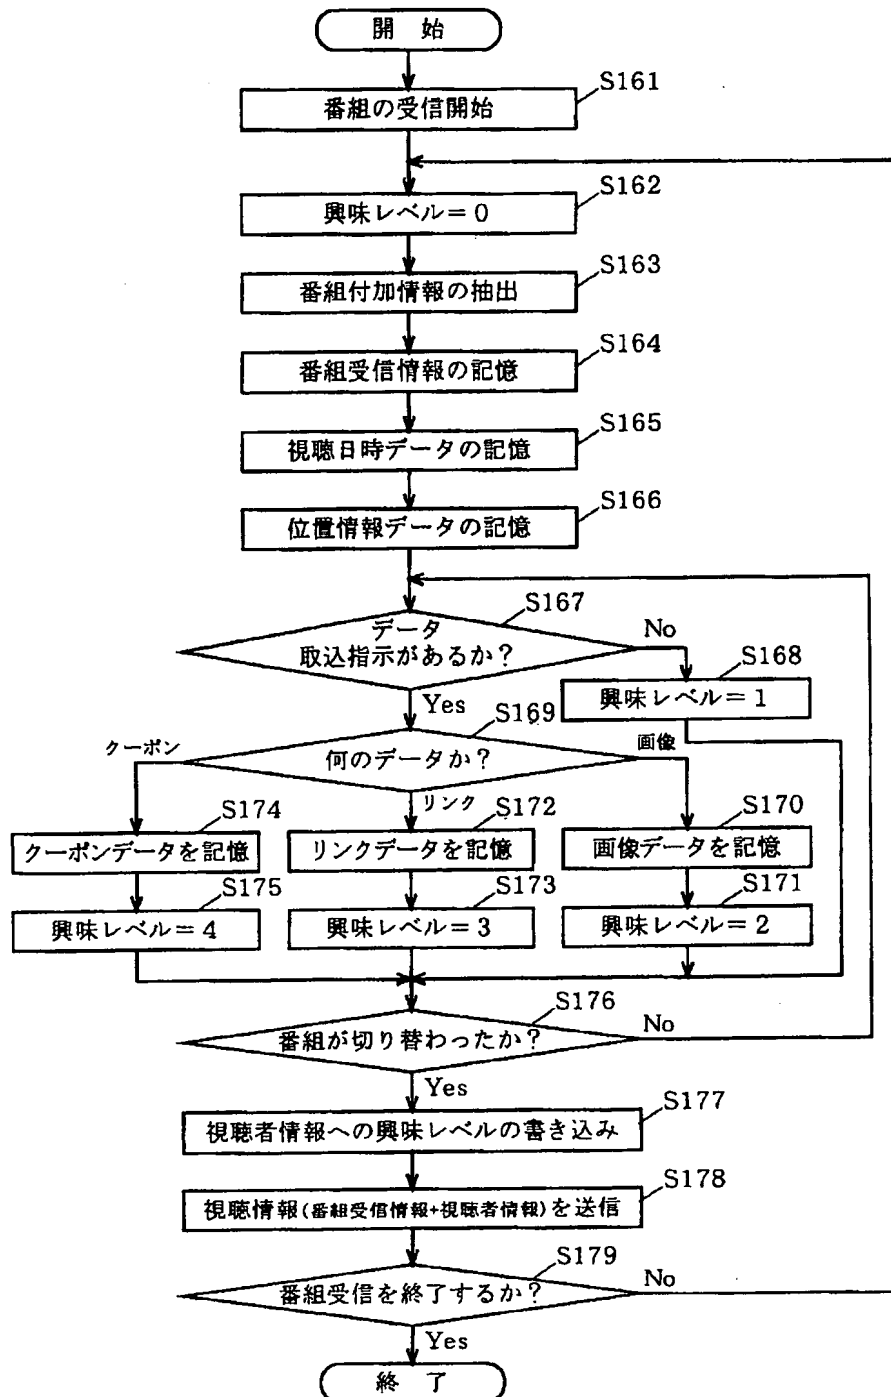 開 始
S161
番組の受信開始
S162
興味レベル=0
S163
番組付加情報の抽出
S164
番組受信情報の記憶
S165
視聴日時データの記憶
S166
位置情報データの記憶
S167
データ
取込指示があるか?
No
S168
興味レベル=1
Yes
S169
何のデータか?
クーポン
リンク
画像
S174
クーポンデータを記憶
S172
リンクデータを記憶
S170
画像データを記憶
S175
興味レベル=4
S173
興味レベル=3
S171
興味レベル=2
S176
番組が切り替わったか?
No
Yes
S177
視聴者情報への興味レベルの書き込み
S178
視聴情報(番組受信情報+視聴者情報)を送信
S179
番組受信を終了するか?
No
Yes
終 了